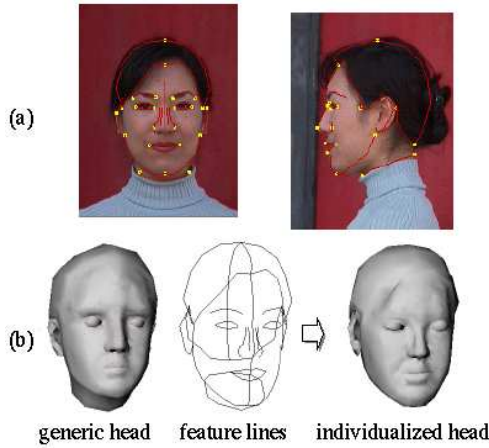 (a)
(b)
generic head
feature lines
individualized head